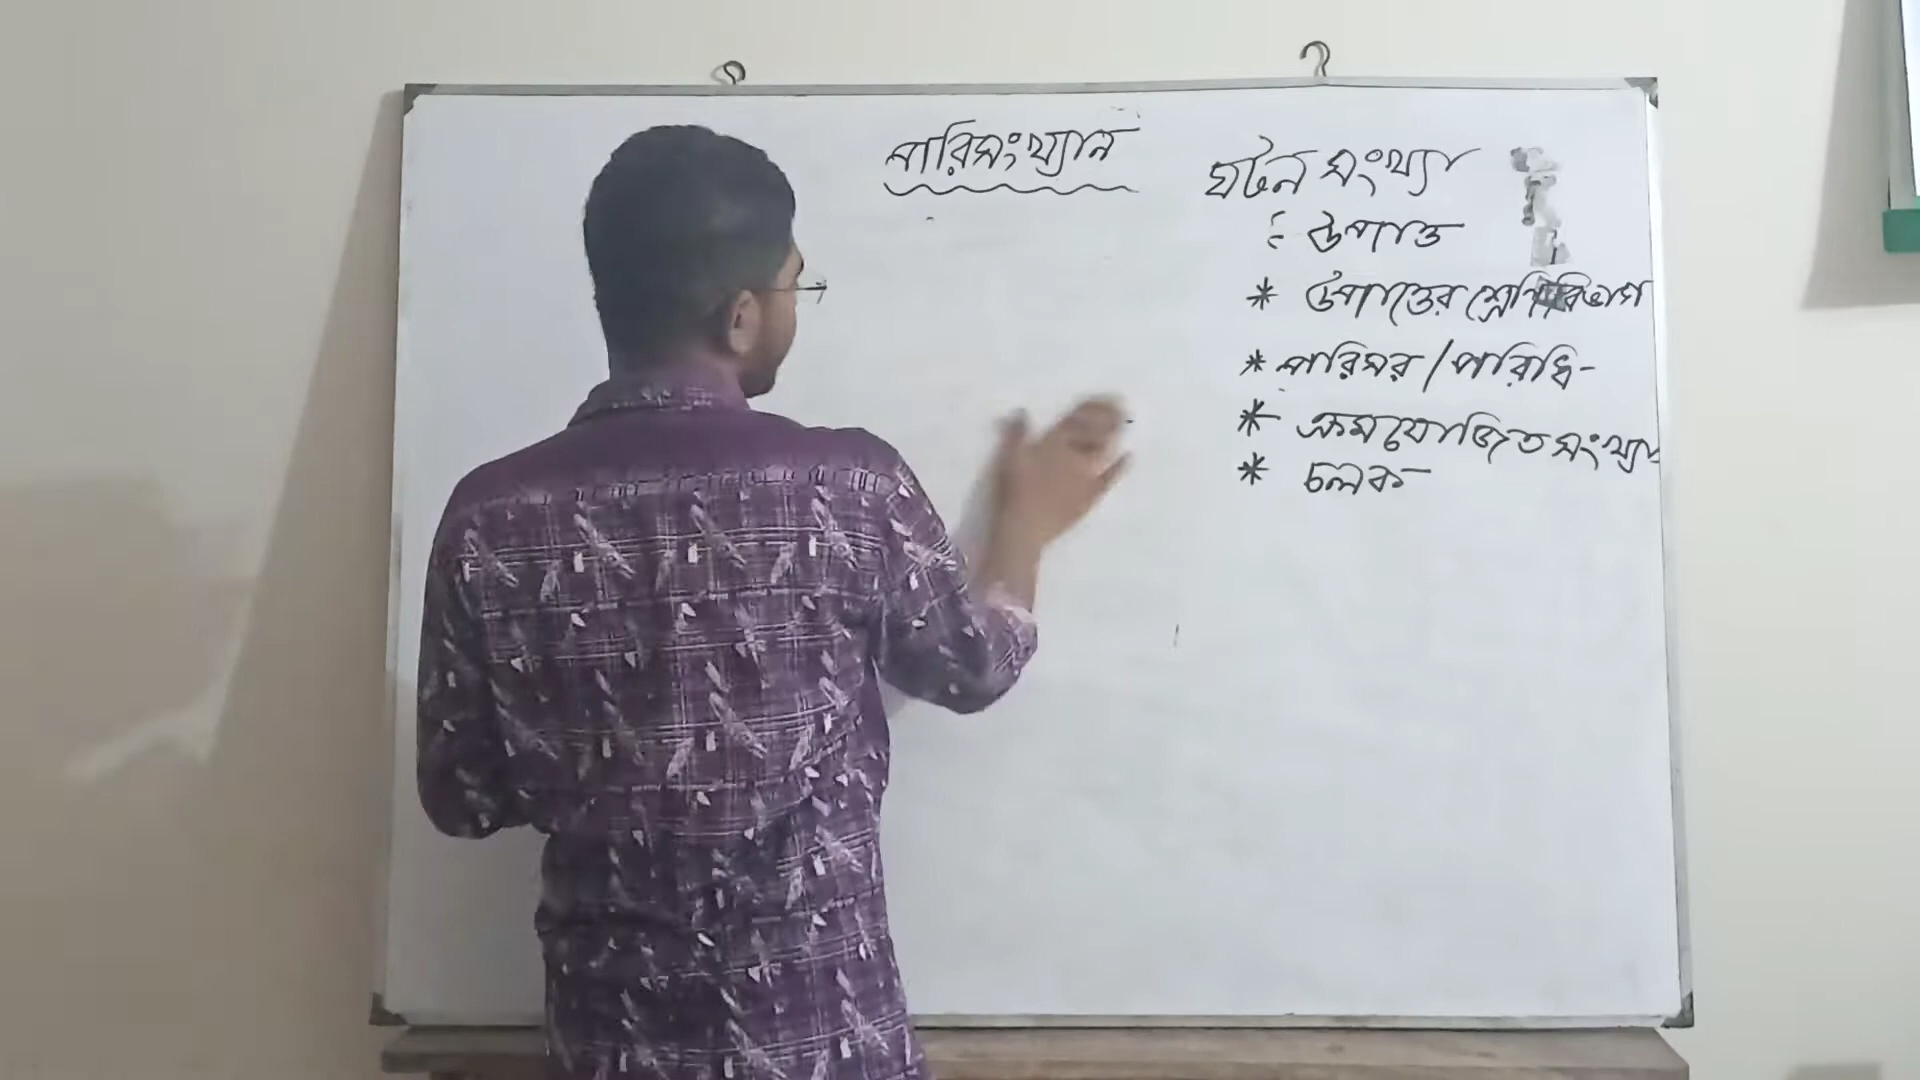 পরিসংখ্যান
ঘটন সংখ্যা
উপাত্ত
* উপাত্তের শ্রেণিবিভাগ
* পরিসর / পরিধি -
* ক্রমযোজিত সংখ্যা
* চলক